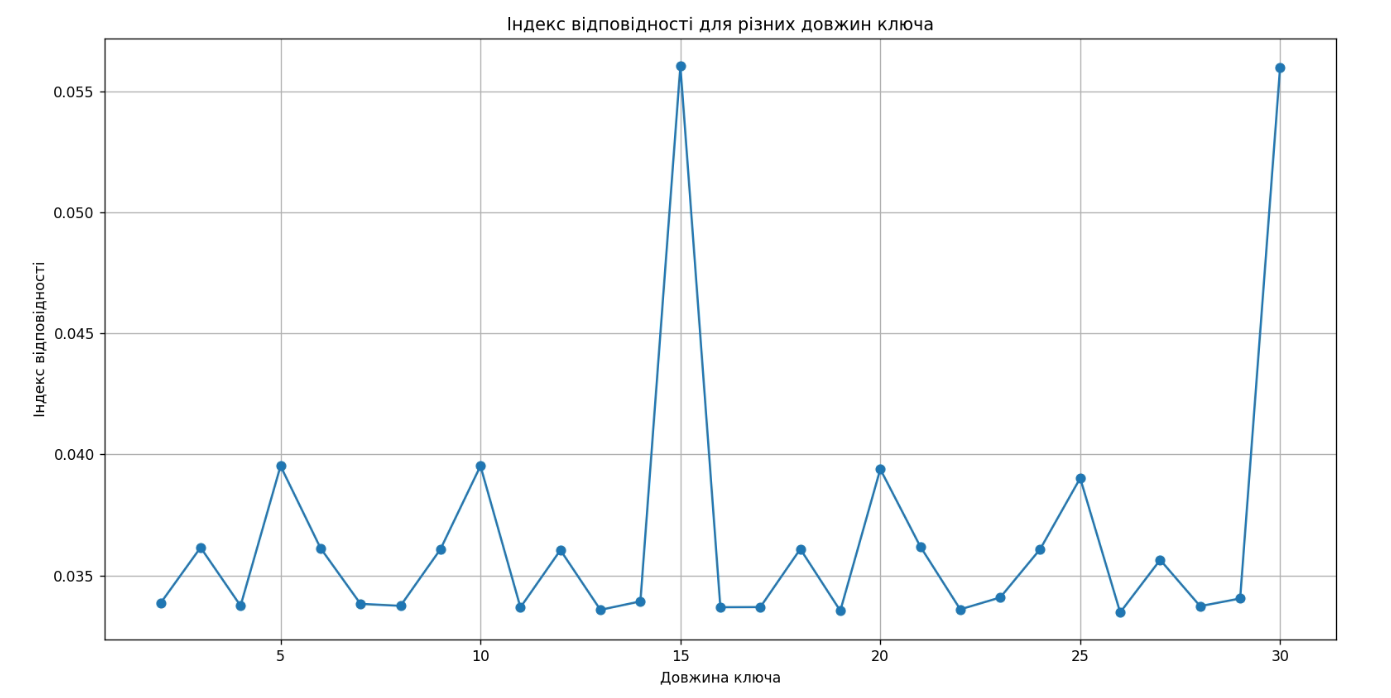 Індекс відповідності для різних довжин ключа
Індекс відповідності
0.055
0.050
0.045
0.040
0.035
5 10 15 20 25 30
Довжина ключа